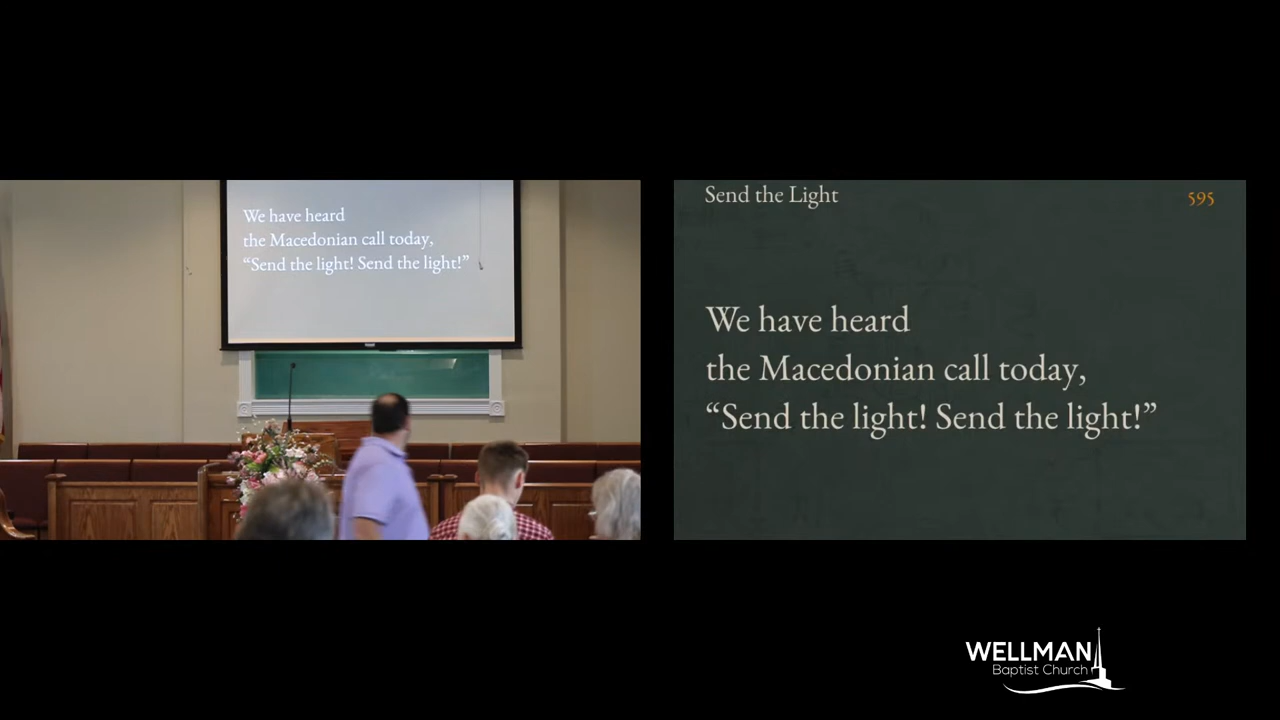 We have heard
the Macedonian call today,
“Send the light! Send the light!”
Send the Light
595
We have heard
the Macedonian call today,
“Send the light! Send the light!”
WELLMAN
Baptist Church